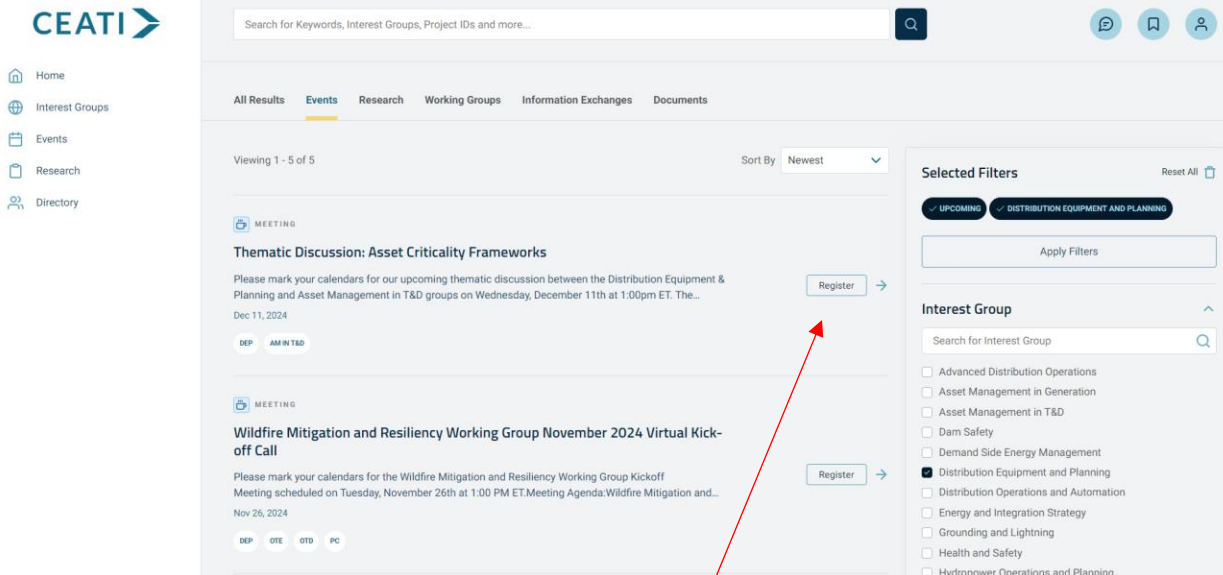 CEATI
Search for Keywords, Interest Groups, Project IDs and more...
Home
Interest Groups
Events
Research
Directory
All Results Events Research Working Groups Information Exchanges Documents
Viewing 1 - 5 of 5
Sort By Newest
MEETING
Thematic Discussion: Asset Criticality Frameworks
Please mark your calendars for our upcoming thematic discussion between the Distribution Equipment &
Planning and Asset Management in T&D groups on Wednesday, December 11th at 1:00pm ET. The...
Dec 11, 2024
DEP AM IN T&D
Register
MEETING
Wildfire Mitigation and Resiliency Working Group November 2024 Virtual Kick-
off Call
Please mark your calendars for the Wildfire Mitigation and Resiliency Working Group Kickoff
Meeting scheduled on Tuesday, November 26th at 1:00 PM ET.Meeting Agenda:Wildfire Mitigation and...
Nov 26, 2024
DEP OTE OTD PC
Register
Selected Filters
Reset All
UPCOMING DISTRIBUTION EQUIPMENT AND PLANNING
Apply Filters
Interest Group
Search for Interest Group
Advanced Distribution Operations
Asset Management in Generation
Asset Management in T&D
Dam Safety
Demand Side Energy Management
Distribution Equipment and Planning
Distribution Operations and Automation
Energy and Integration Strategy
Grounding and Lightning
Health and Safety
Hydropower Operations and Planning